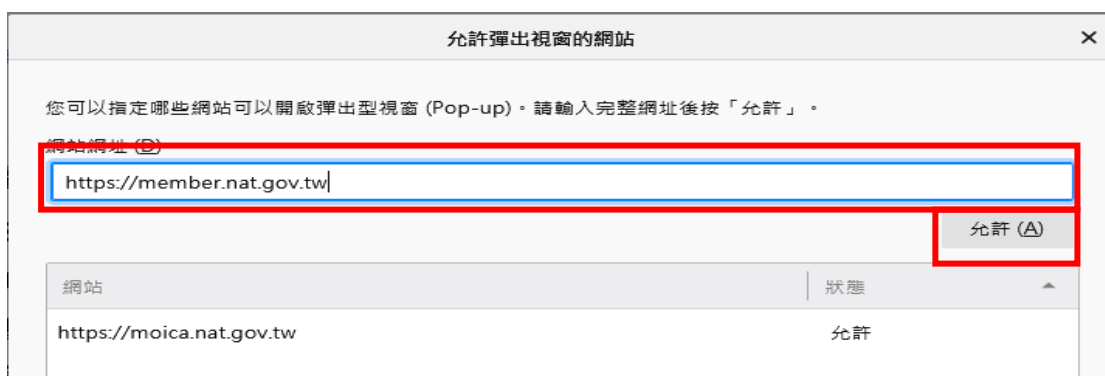 允許彈出視窗的網站
您可以指定哪些網站可以開啟彈出型視窗 (Pop-up)。請輸入完整網址後按「允許」。
網站網址 (D)
https://member.nat.gov.tw
允許 (A)
網站 狀態
https://moica.nat.gov.tw 允許